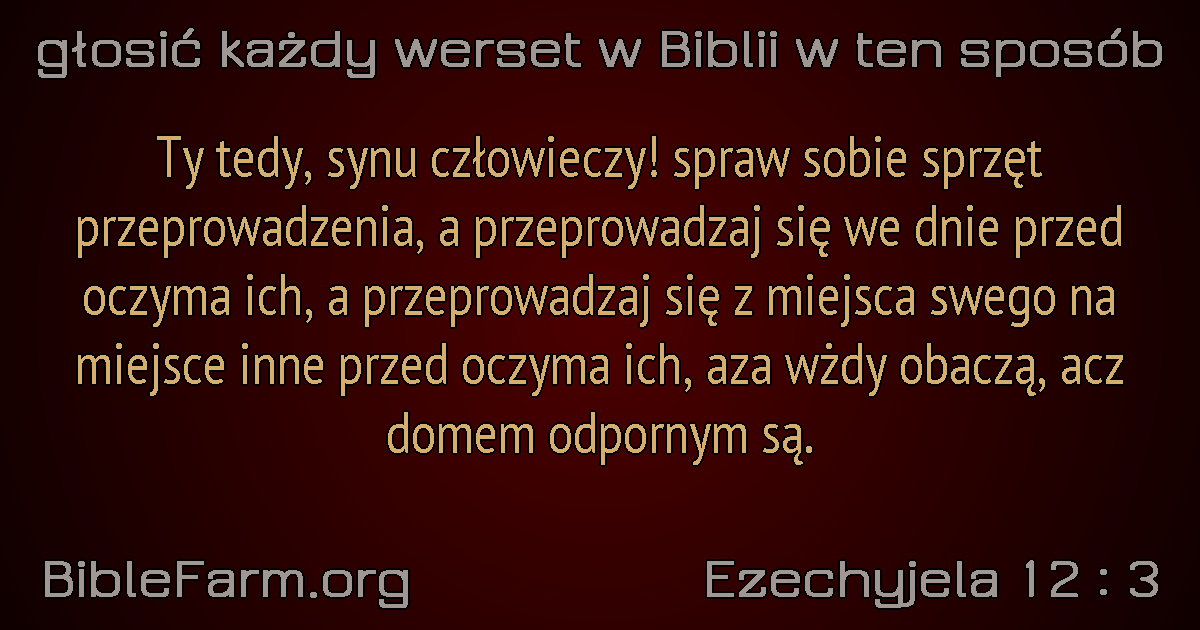 głosić każdy werset w Biblii w ten sposób
Ty tedy, synu człowieczy! spraw sobie sprzęt
przeprowadzenia, a przeprowadzaj się we dnie przed
oczyma ich, a przeprowadzaj się z miejsca swego na
miejsce inne przed oczyma ich, aza wżdy obaczą, acz
domem odpornym są.
BibleFarm.org
Ezechyjela 12 : 3